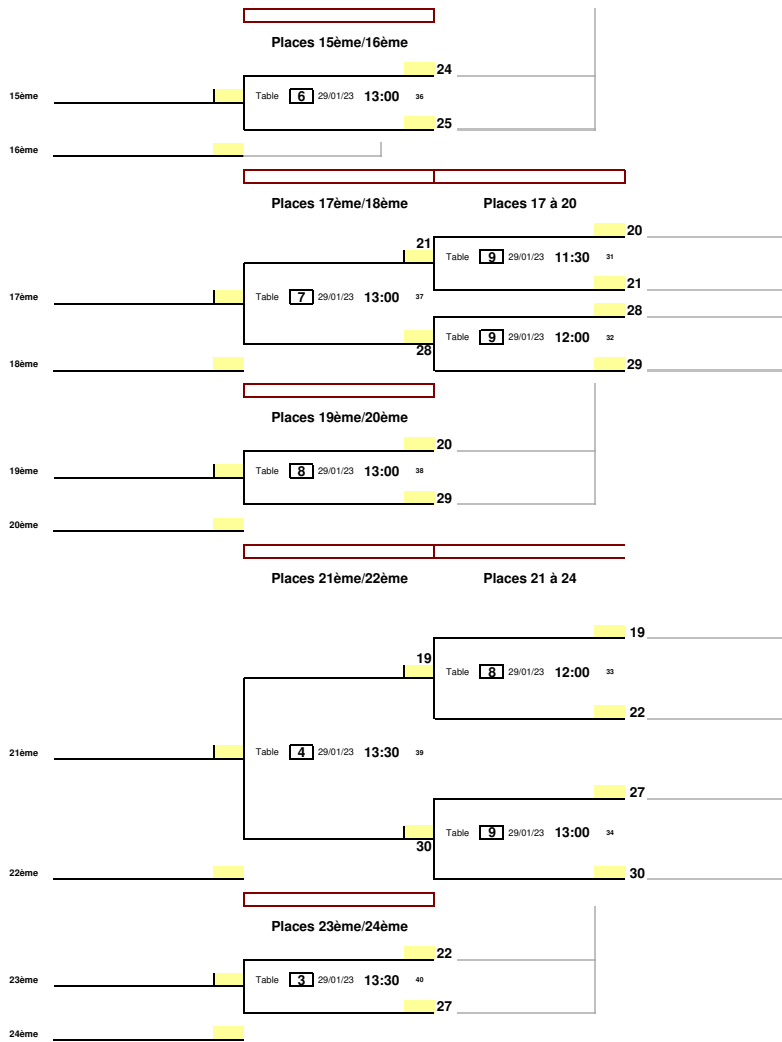 Places 15ème/16ème
24
15ème Table 6 29/01/23 13:00 36
25
16ème
Places 17ème/18ème Places 17 à 20
20
21
Table 9 29/01/23 11:30 31
21
17ème Table 7 29/01/23 13:00 37
28
Table 9 29/01/23 12:00 32
28
18ème 29
Places 19ème/20ème
20
19ème Table 8 29/01/23 13:00 38
29
20ème
Places 21ème/22ème Places 21 à 24
19
19
Table 8 29/01/23 12:00 33
22
21ème Table 4 29/01/23 13:30 39
27
Table 9 29/01/23 13:00 34
30
22ème 30
Places 23ème/24ème
22
23ème Table 3 29/01/23 13:30 40
27
24ème